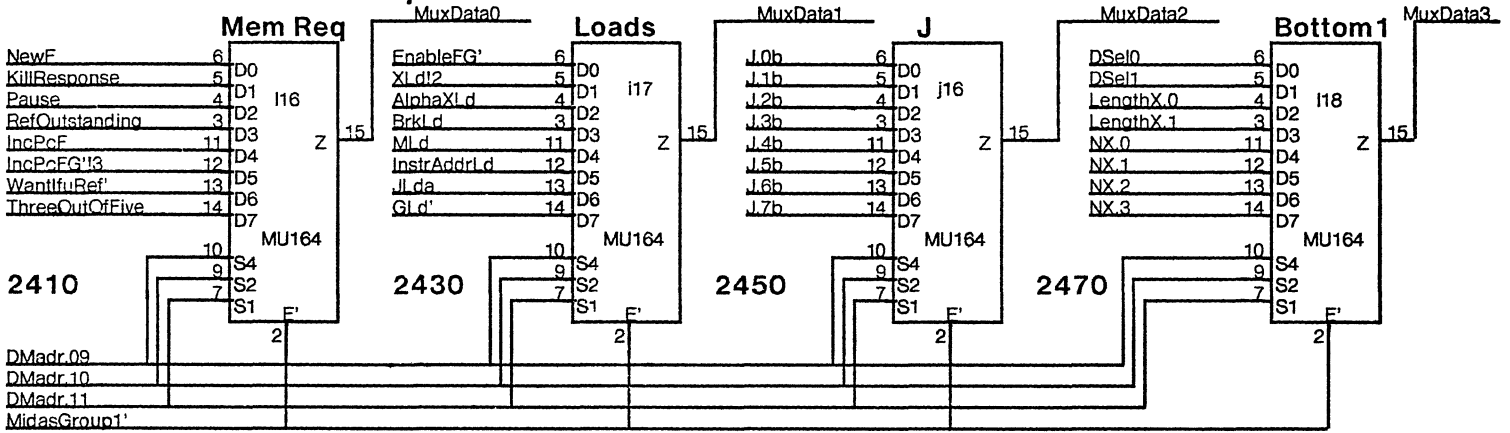 MuxData0 MuxData1 MuxData2 MuxData3
Mem Req Loads J Bottom1
NewF 6 D0 EnableFG' 6 D0 J.0b 6 D0 DSel0 6 D0
KillResponse 5 D1 XLd!2 5 D1 J.1b 5 D1 DSel1 5 D1
Pause 4 D2 l16 AlphaXLd 4 D2 i17 J.2b 4 D2 j16 LengthX.0 4 D2 l18
RefOutstanding 3 D3 Z 15 BrkLd 3 D3 Z 15 J.3b 3 D3 Z 15 LengthX.1 3 D3 Z 15
IncPcF 11 D4 MLd 11 D4 J.4b 11 D4 NX.0 11 D4
IncPcFG'!3 12 D5 InstrAddrLd 12 D5 J.5b 12 D5 NX.1 12 D5
WantIfuRef' 13 D6 JLda 13 D6 J.6b 13 D6 NX.2 13 D6
ThreeOutOfFive 14 D7 GLd' 14 D7 J.7b 14 D7 NX.3 14 D7
MU164 MU164 MU164 MU164
10 S4 10 S4 10 S4 10 S4
2410 9 S2 2430 9 S2 2450 9 S2 2470 9 S2
7 S1 7 S1 7 S1 7 S1
E' E' E' E'
2 2 2 2
DMadr.09
DMadr.10
DMadr.11
MidasGroup1'